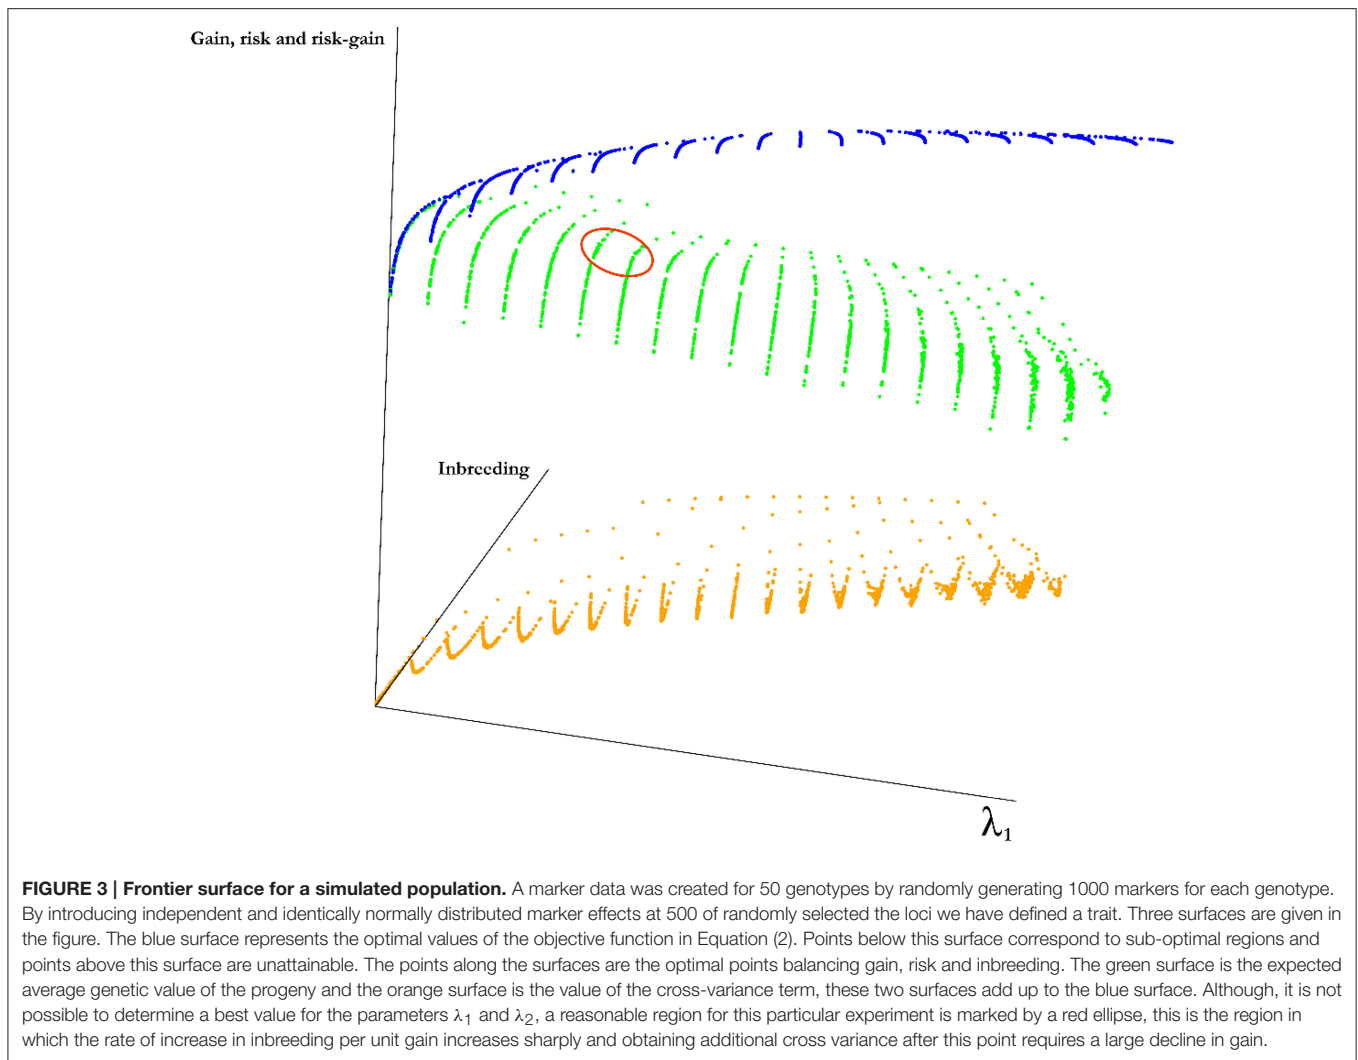 Gain, risk and risk-gain
Inbreeding
λ1
FIGURE 3 | Frontier surface for a simulated population. A marker data was created for 50 genotypes by randomly generating 1000 markers for each genotype.
By introducing independent and identically normally distributed marker effects at 500 of randomly selected the loci we have defined a trait. Three surfaces are given in
the figure. The blue surface represents the optimal values of the objective function in Equation (2). Points below this surface correspond to sub-optimal regions and
points above this surface are unattainable. The points along the surfaces are the optimal points balancing gain, risk and inbreeding. The green surface is the expected
average genetic value of the progeny and the orange surface is the value of the cross-variance term, these two surfaces add up to the blue surface. Although, it is not
possible to determine a best value for the parameters λ1 and λ2, a reasonable region for this particular experiment is marked by a red ellipse, this is the region in
which the rate of increase in inbreeding per unit gain increases sharply and obtaining additional cross variance after this point requires a large decline in gain.